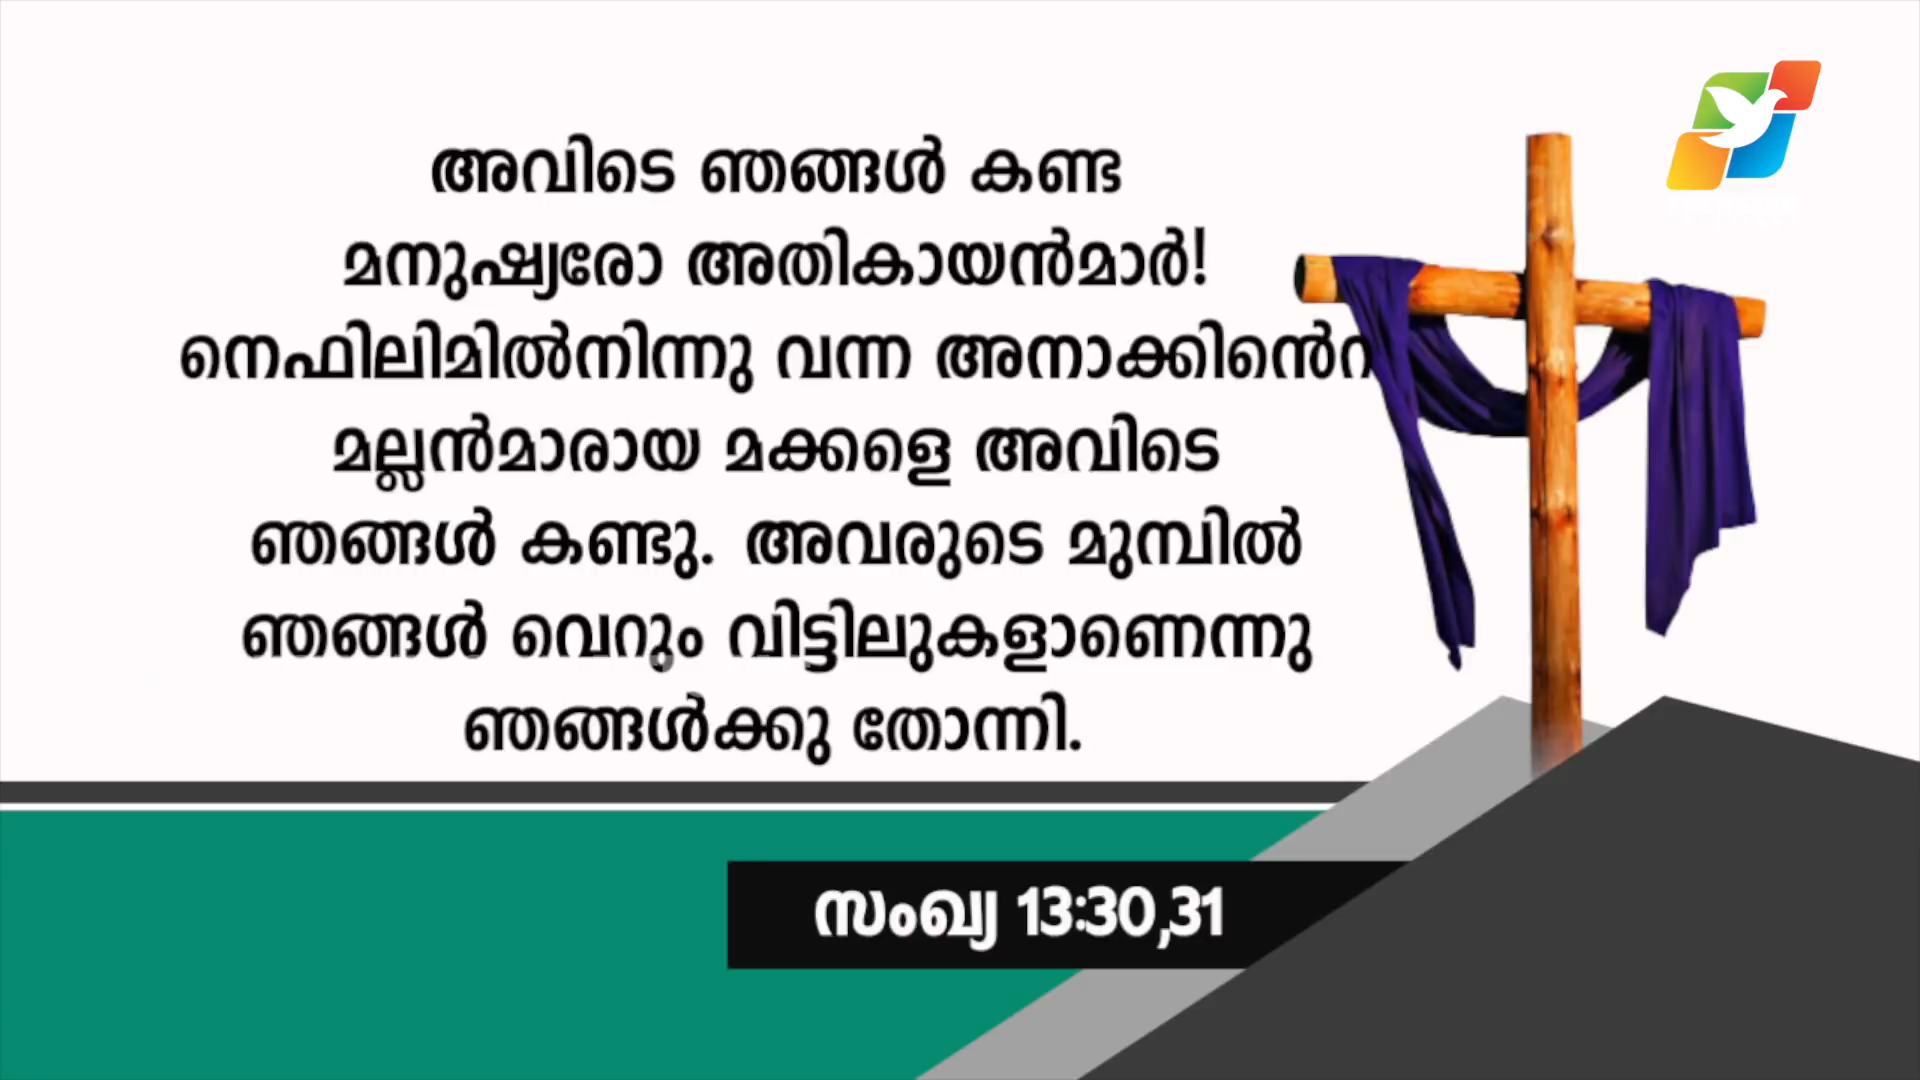 അവിടെ ഞങ്ങൾ കണ്ട
മനുഷ്യരോ അതികായൻമാർ!
നെഫിലിമിൽനിന്നു വന്ന അനാക്കിൻെറ
മല്ലൻമാരായ മക്കളെ അവിടെ
ഞങ്ങൾ കണ്ടു. അവരുടെ മുമ്പിൽ
ഞങ്ങൾ വെറും വിട്ടിലുകളാണെന്നു
ഞങ്ങൾക്കു തോന്നി.
സംഖ്യ 13:30,31